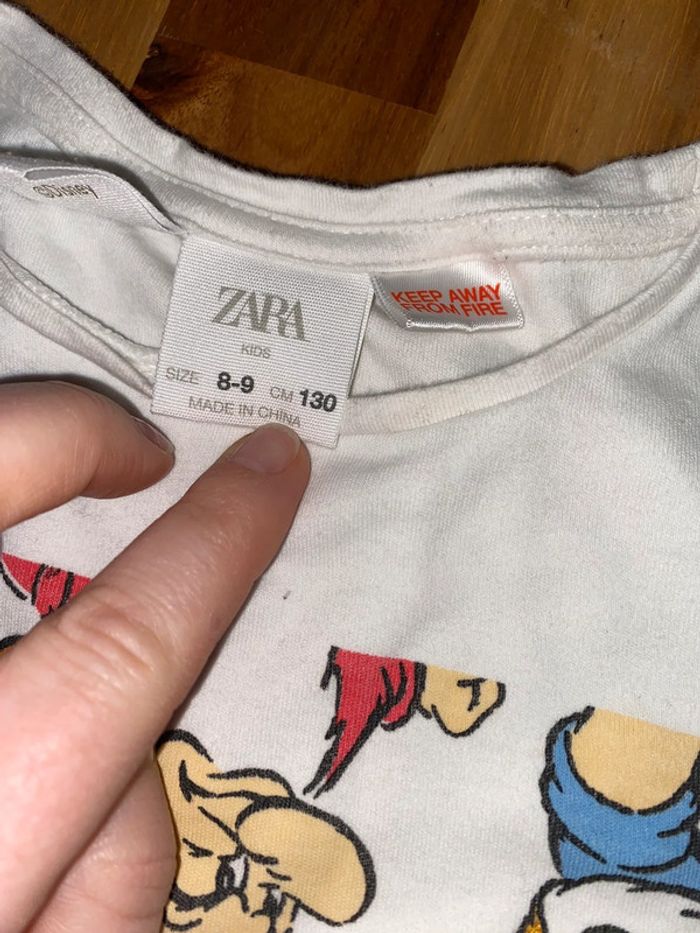 ©Disney
ZARA
KIDS
SIZE 8-9 CM 130
MADE IN CHINA
KEEP AWAY
FROM FIRE